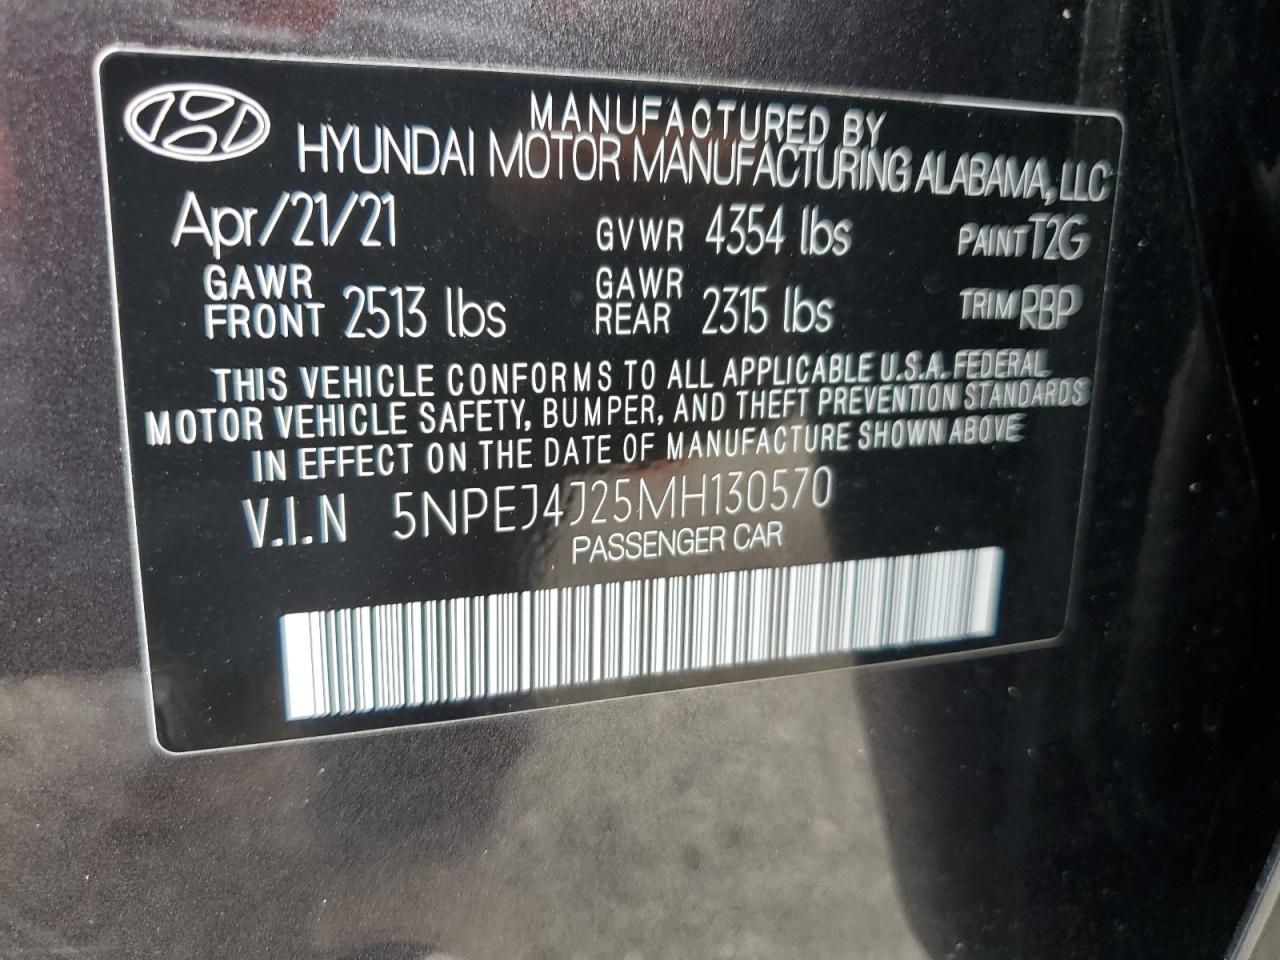 MANUFACTURED BY
HYUNDAI MOTOR MANUFACTURING ALABAMA, LLC
Apr/21/21 GVWR 4354 lbs PAINT T2G
GAWR FRONT 2513 lbs GAWR REAR 2315 lbs TRIM RBP
THIS VEHICLE CONFORMS TO ALL APPLICABLE U.S.A. FEDERAL
MOTOR VEHICLE SAFETY, BUMPER, AND THEFT PREVENTION STANDARDS
IN EFFECT ON THE DATE OF MANUFACTURE SHOWN ABOVE
V.I.N 5NPEJ4J25MH130570
PASSENGER CAR